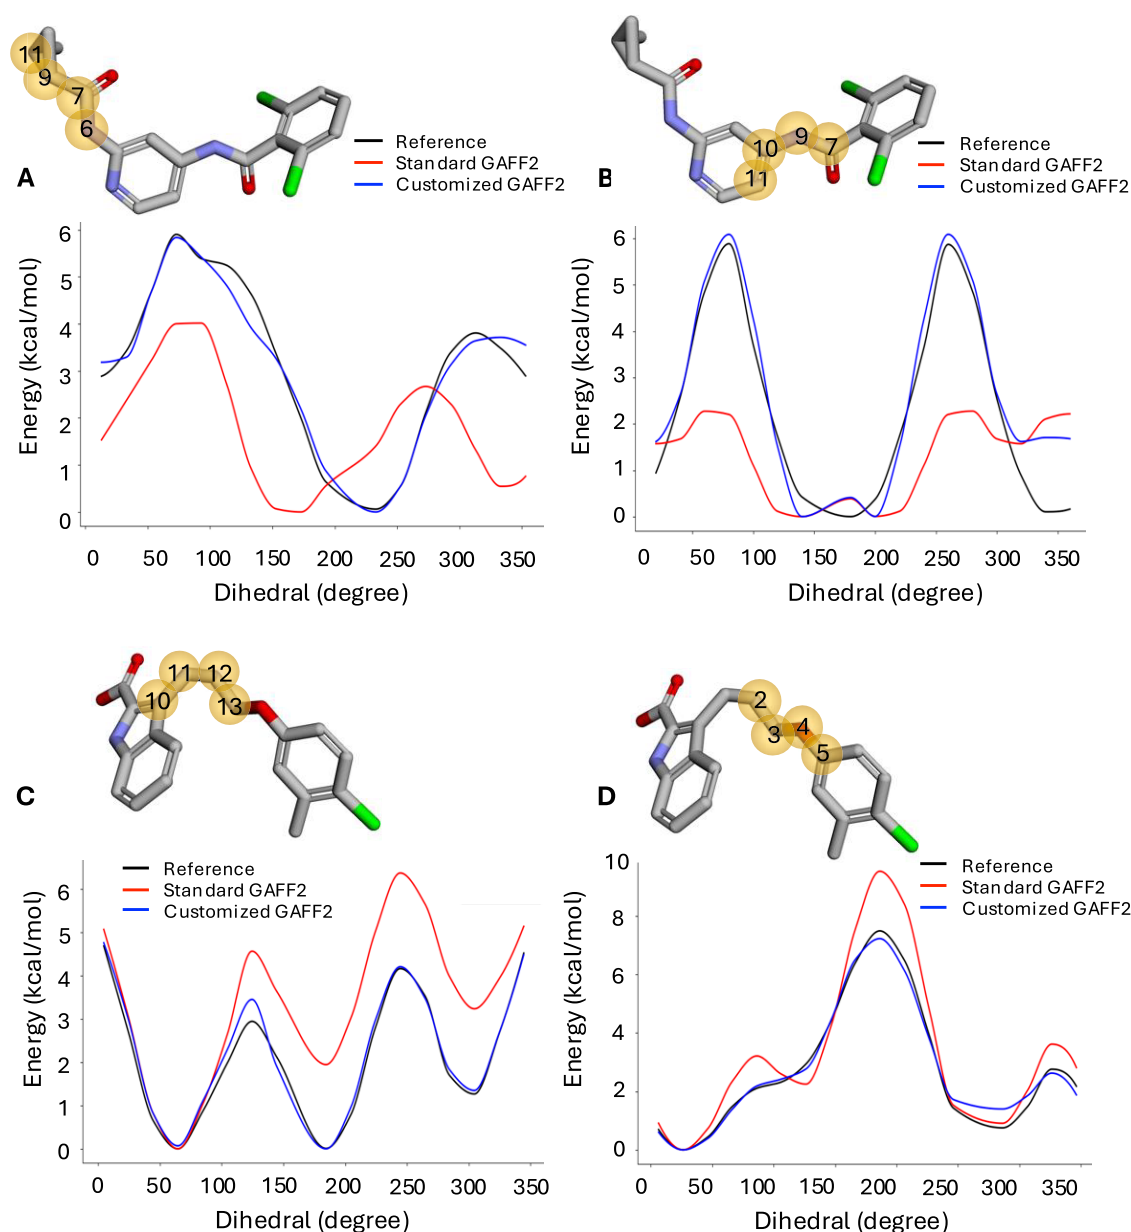 11
9
7
6
A
Reference
Standard GAFF2
Customized GAFF2
Energy (kcal/mol)
6
5
4
3
2
1
0
0 50 100 150 200 250 300 350
Dihedral (degree)
9
7
10
11
B
Reference
Standard GAFF2
Customized GAFF2
Energy (kcal/mol)
6
5
4
3
2
1
0
0 50 100 150 200 250 300 350
Dihedral (degree)
11 12
10 13
C
Reference
Standard GAFF2
Customized GAFF2
Energy (kcal/mol)
6
5
4
3
2
1
0
0 50 100 150 200 250 300 350
Dihedral (degree)
2
4
3
5
D
Reference
Standard GAFF2
Customized GAFF2
Energy (kcal/mol)
10
8
6
4
2
0
0 50 100 150 200 250 300 350
Dihedral (degree)